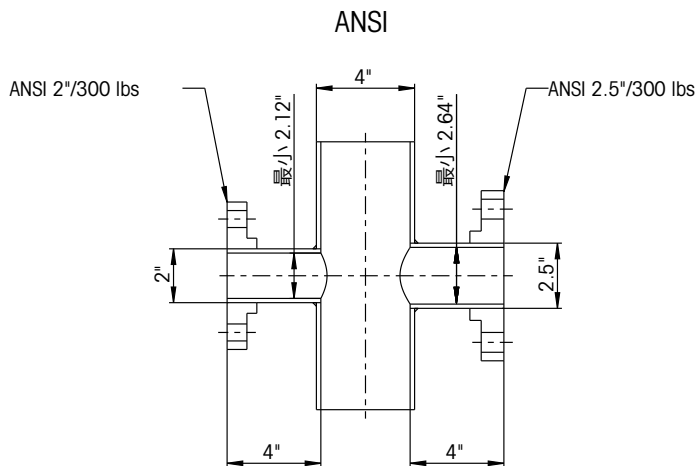 ANSI
4"
ANSI 2"/300 lbs
ANSI 2.5"/300 lbs
最小 2.12"
最小 2.64"
2"
2.5"
4"
4"